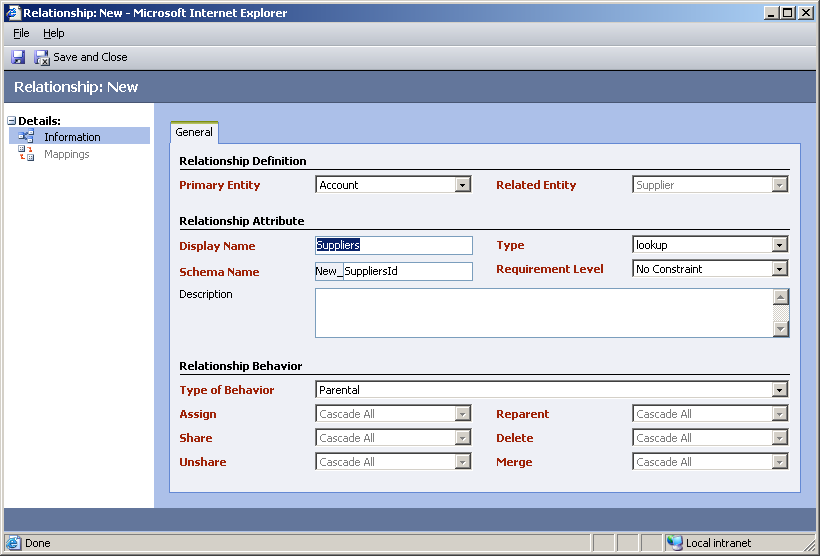 Relationship: New - Microsoft Internet Explorer
File Help
Save and Close
Relationship: New
Details:
Information
Mappings
General
Relationship Definition
Primary Entity Account Related Entity Supplier
Relationship Attribute
Display Name Suppliers Type lookup
Schema Name New_SuppliersId Requirement Level No Constraint
Description
Relationship Behavior
Type of Behavior Parental
Assign Cascade All Reparent Cascade All
Share Cascade All Delete Cascade All
Unshare Cascade All Merge Cascade All
Done Local intranet